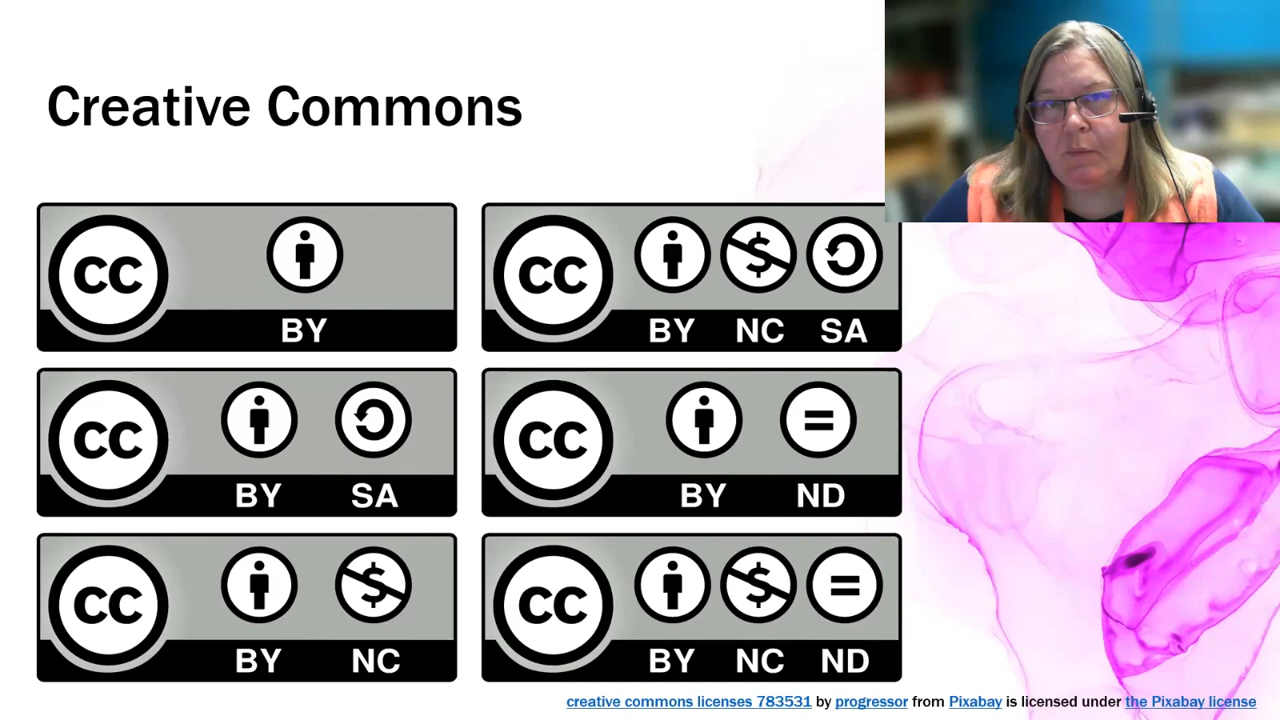 Creative Commons
CC BY
CC BY NC SA
CC BY SA
CC BY ND
CC BY NC
CC BY NC ND
creative commons licenses 783531 by progressor from Pixabay is licensed under the Pixabay license